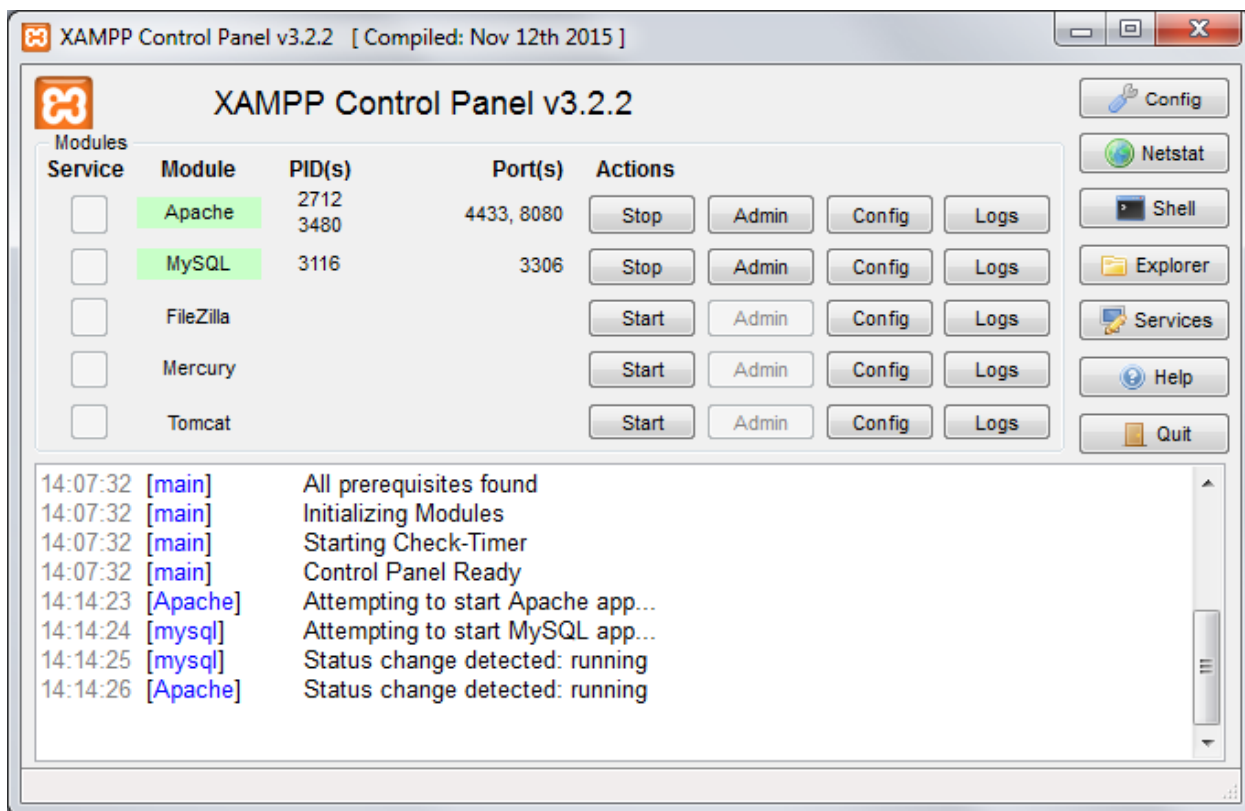 XAMPP Control Panel v3.2.2 [ Compiled: Nov 12th 2015 ]
XAMPP Control Panel v3.2.2
Config
Modules
Netstat
Service Module PID(s) Port(s) Actions
Apache 2712 3480 4433, 8080 Stop Admin Config Logs
Shell
MySQL 3116 3306 Stop Admin Config Logs
Explorer
FileZilla Start Admin Config Logs
Services
Mercury Start Admin Config Logs
Help
Tomcat Start Admin Config Logs
Quit
14:07:32 [main] All prerequisites found
14:07:32 [main] Initializing Modules
14:07:32 [main] Starting Check-Timer
14:07:32 [main] Control Panel Ready
14:14:23 [Apache] Attempting to start Apache app...
14:14:24 [mysql] Attempting to start MySQL app...
14:14:25 [mysql] Status change detected: running
14:14:26 [Apache] Status change detected: running